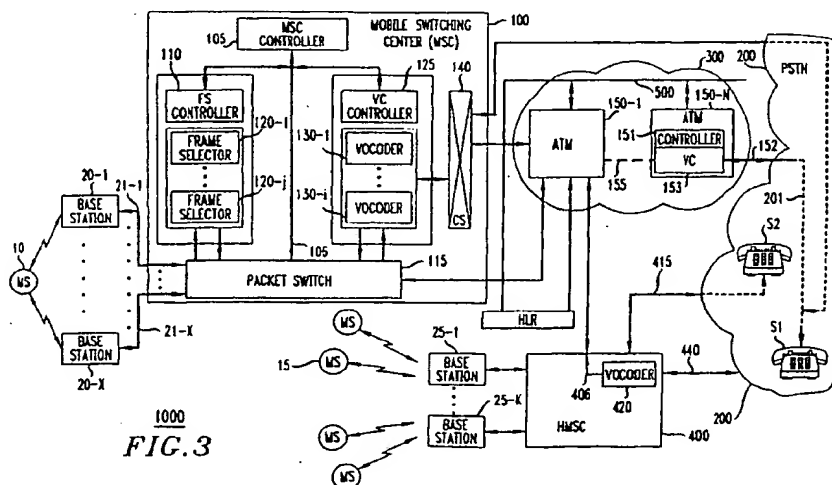 MOBILE SWITCHING
CENTER (MSC)
100
MSC
CONTROLLER
105
110
FS CONTROLLER
120-1
FRAME
SELECTOR
120-j
FRAME
SELECTOR
125
VC CONTROLLER
130-1
VOCODER
130-i
VOCODER
140
CS
105
PACKET SWITCH
115
20-1
BASE
STATION
21-1
10
MS
BASE
STATION
20-X
21-X
150-1
ATM
300
500
150-N
ATM
151
CONTROLLER
VC
153
152
155
200
PSTN
201
S2
S1
415
HLR
MS
15
MS
25-1
BASE
STATION
25-K
BASE
STATION
MS
MS
406
VOCODER
420
HMSC
440
400
200
1000
FIG.3